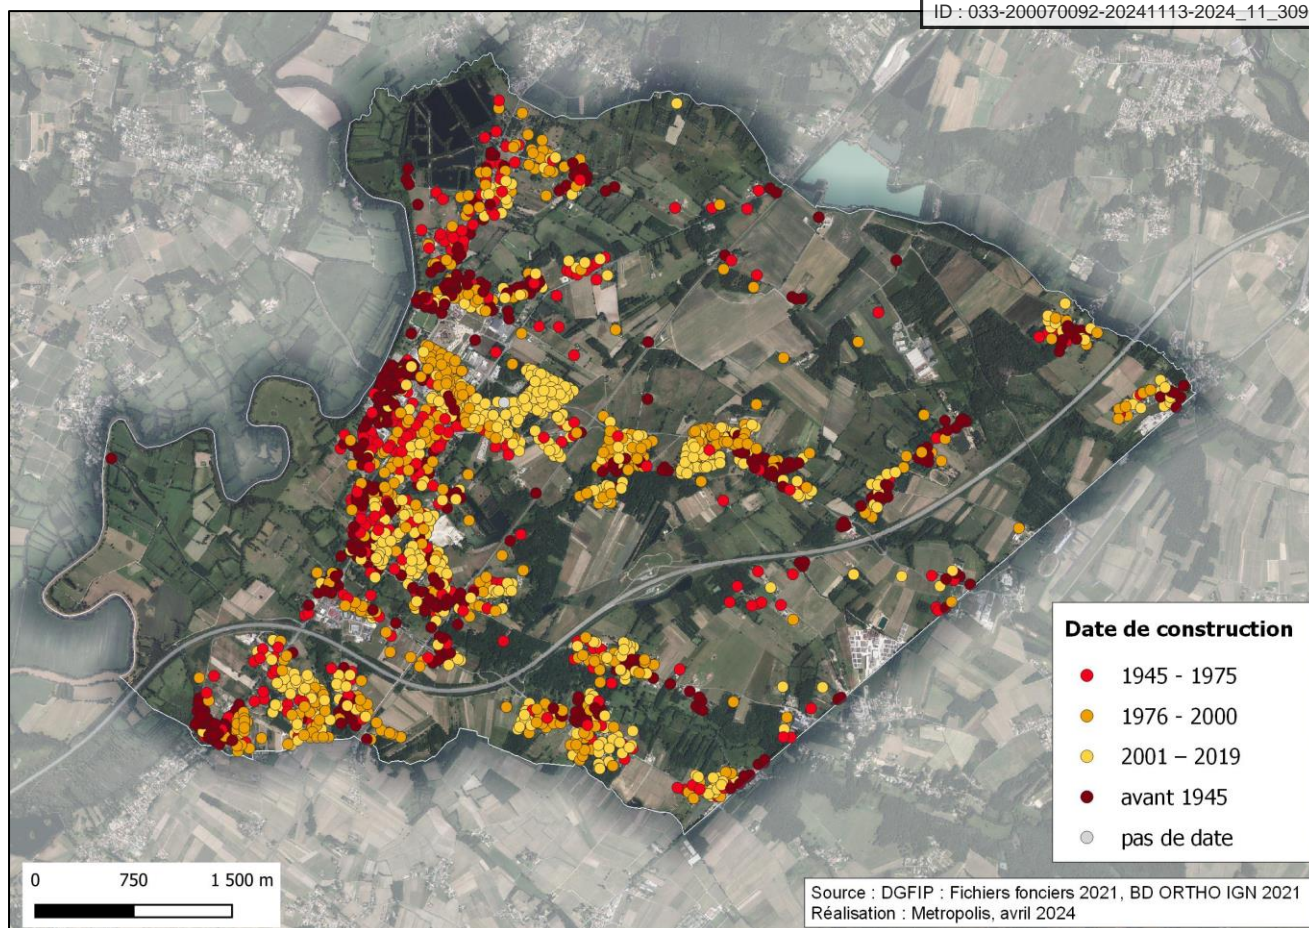 ID : 033-200070092-20241113-2024_11_309
Date de construction
1945 - 1975
1976 - 2000
2001 – 2019
avant 1945
pas de date
0 750 1 500 m
Source : DGFIP : Fichiers fonciers 2021, BD ORTHO IGN 2021
Réalisation : Metropolis, avril 2024